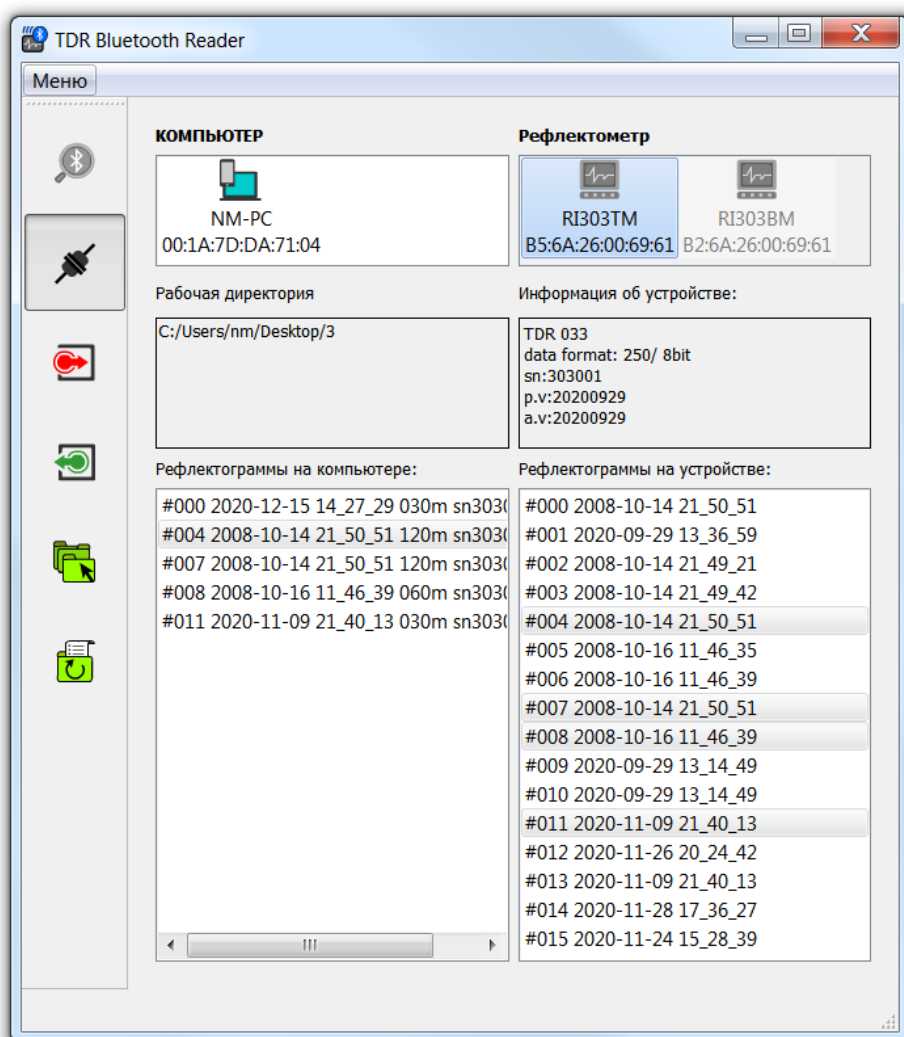 TDR Bluetooth Reader
Меню
КОМПЬЮТЕР
NM-PC
00:1A:7D:DA:71:04
Рефлектометр
RI303TM
B5:6A:26:00:69:61
RI303BM
B2:6A:26:00:69:61
Рабочая директория
C:/Users/nm/Desktop/3
Информация об устройстве:
TDR 033
data format: 250/ 8bit
sn:303001
p.v:20200929
a.v:20200929
Рефлектограммы на компьютере:
#000 2020-12-15 14_27_29 030m sn303
#004 2008-10-14 21_50_51 120m sn303
#007 2008-10-14 21_50_51 120m sn303
#008 2008-10-16 11_46_39 060m sn303
#011 2020-11-09 21_40_13 030m sn303
Рефлектограммы на устройстве:
#000 2008-10-14 21_50_51
#001 2020-09-29 13_36_59
#002 2008-10-14 21_49_21
#003 2008-10-14 21_49_42
#004 2008-10-14 21_50_51
#005 2008-10-16 11_46_35
#006 2008-10-16 11_46_39
#007 2008-10-14 21_50_51
#008 2008-10-16 11_46_39
#009 2020-09-29 13_14_49
#010 2020-09-29 13_14_49
#011 2020-11-09 21_40_13
#012 2020-11-26 20_24_42
#013 2020-11-09 21_40_13
#014 2020-11-28 17_36_27
#015 2020-11-24 15_28_39